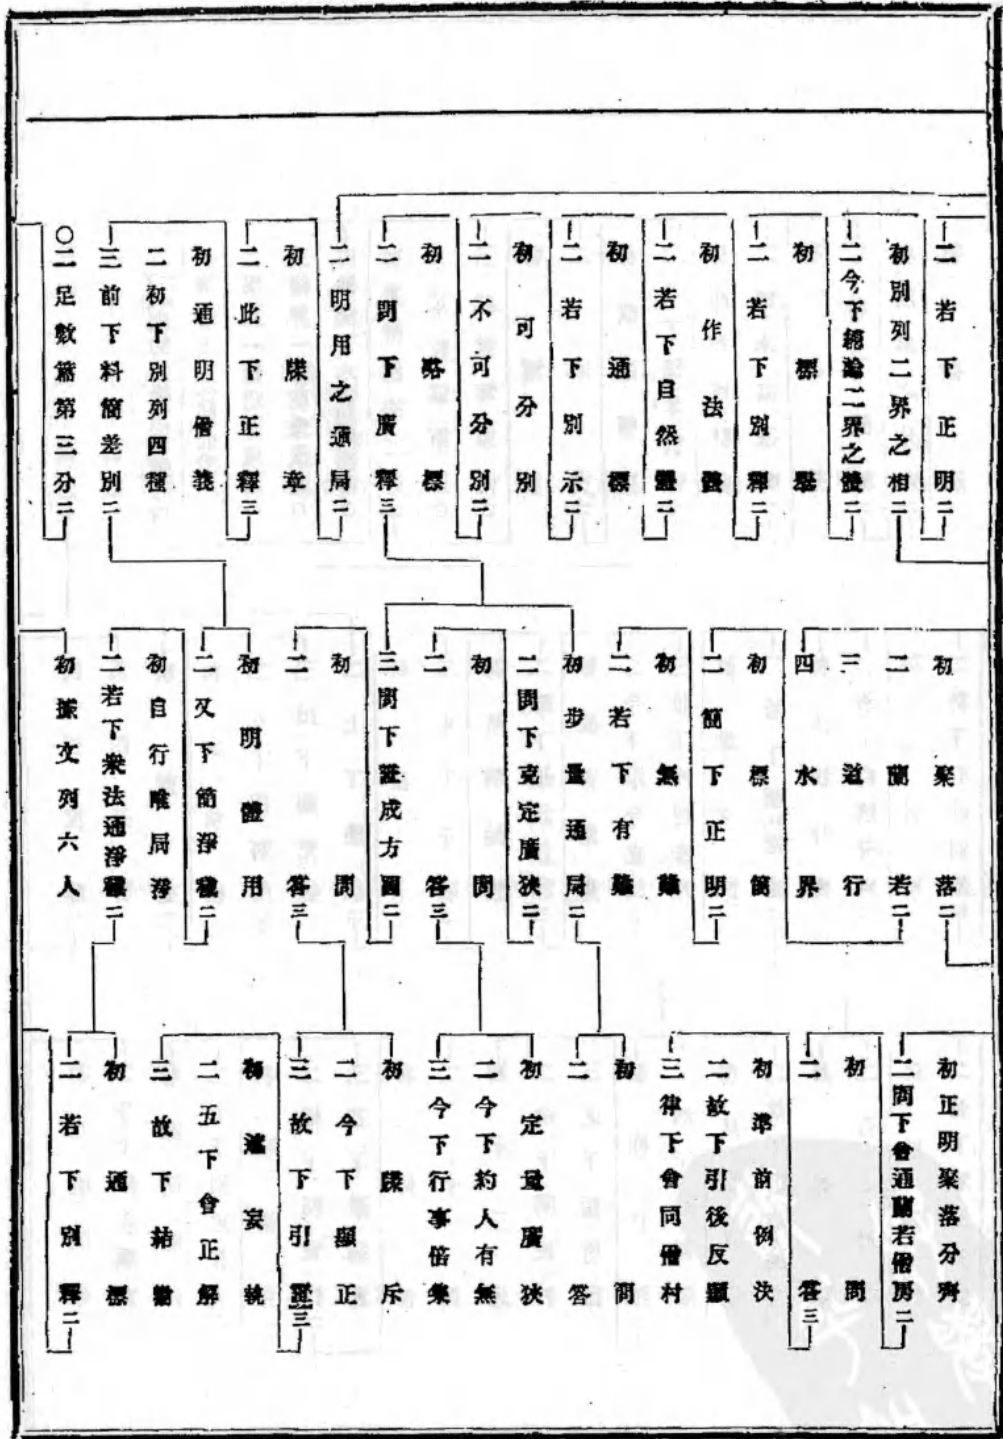 二若下正明二
初別列二界之相二
二今下總論二界之體二
初標舉
二若下別釋二
初作法體
二若下自然體二
初通標
二若下別示二
初可分別
二不可分別二
初略標
二問下廣釋三
二明用之通局二
初牒章
二此下正釋三
初通明僧義
二初下別列四種
三前下料簡差別二
○二足數篇第三分二
初聚落二
二蘭若二
三道行
四水界
初標簡
二簡下正明二
初無難
二若下有難
初步量通局二
二問下克定廣狹二
初問
二答三
三問下證成方圓二
初問
二答三
初明體用
二又下簡淨穢二
初自行唯局淨
二若下眾法通淨穢二
初據文列六人
初正明聚落分齊
二問下會通蘭若僧房二
初問
二答三
初準前例決
二故下引後反顯
三律下會同僧村
初問
二答
初定量廣狹
二今下約人有無
三今下行事倍集
初牒斥
二今下顯正
三故下引證三
初遮妄執
二五下會正解
三故下結勸
初通標
二若下別釋二